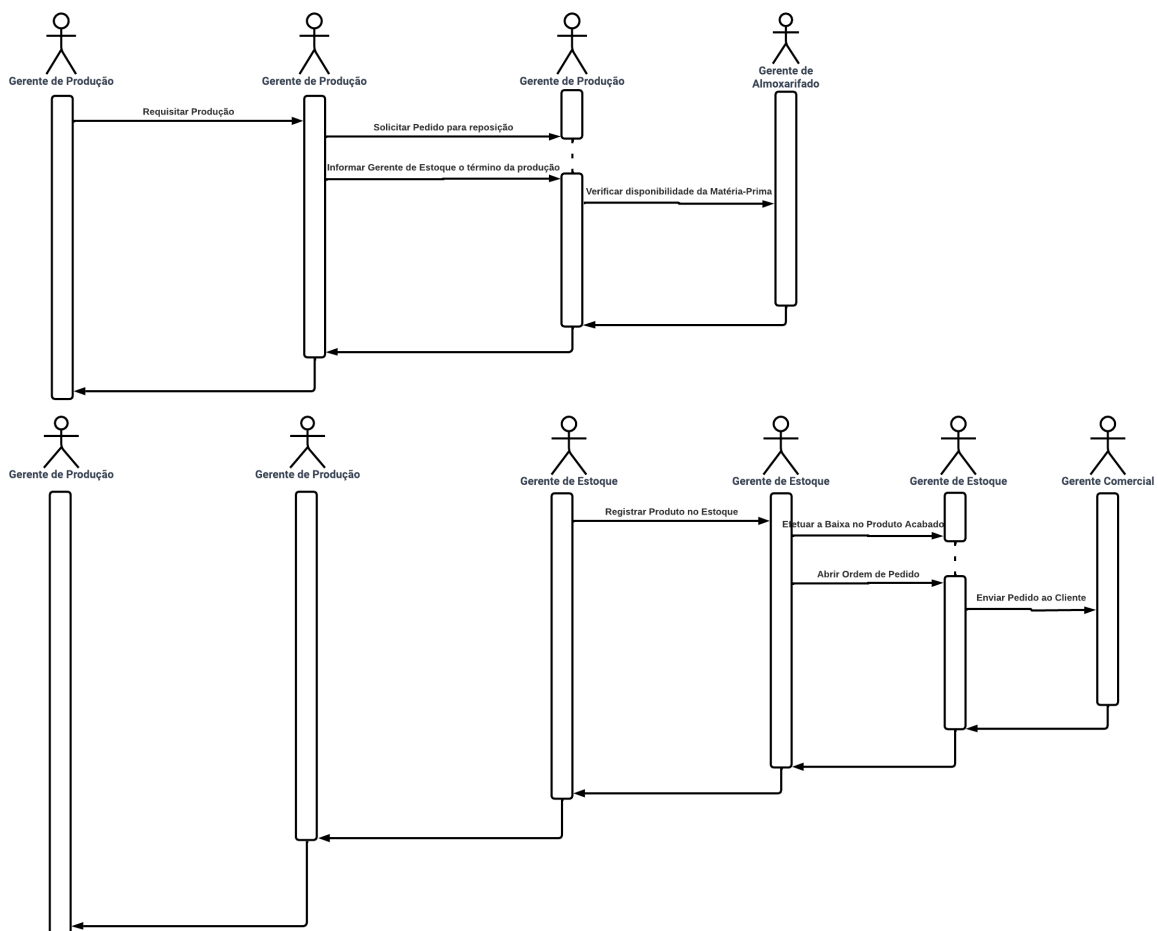 Gerente de Produção
Gerente de Produção
Gerente de Produção
Gerente de
Almoxarifado
Requisitar Produção
Solicitar Pedido para reposição
Informar Gerente de Estoque o término da produção
Verificar disponibilidade da Matéria-Prima
Gerente de Produção
Gerente de Produção
Gerente de Estoque
Gerente de Estoque
Gerente de Estoque
Gerente Comercial
Registrar Produto no Estoque
Efetuar a Baixa no Produto Acabado
Abrir Ordem de Pedido
Enviar Pedido ao Cliente